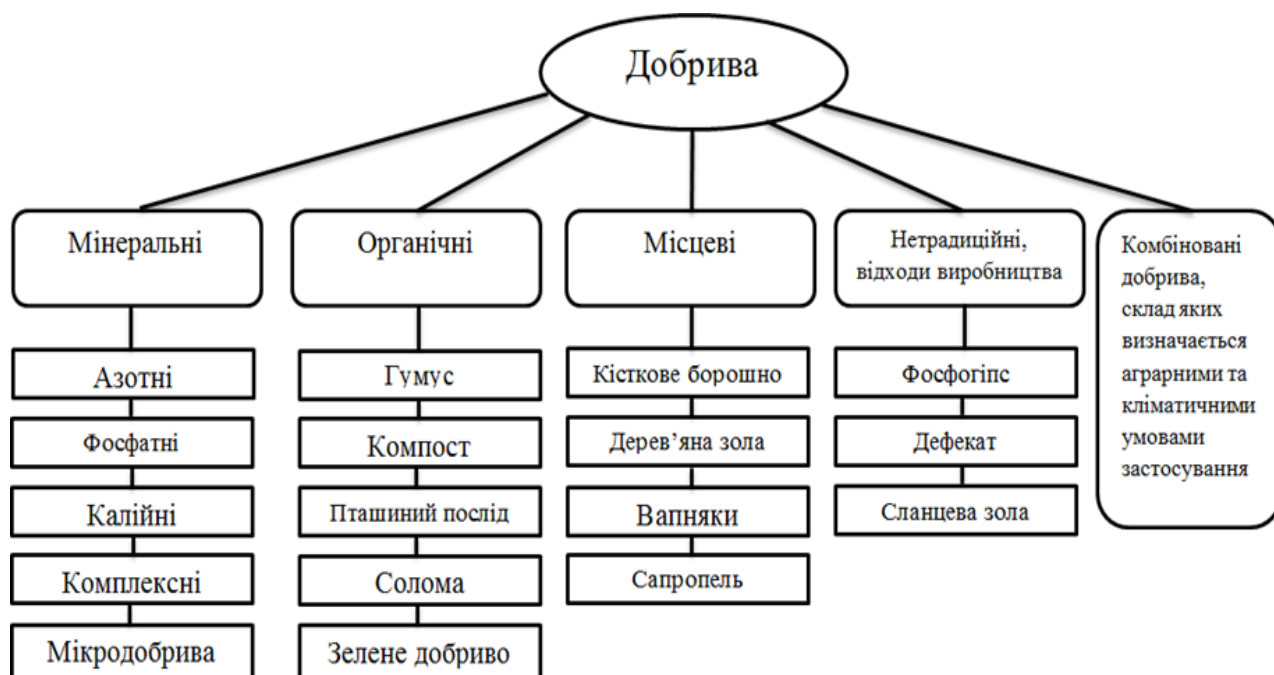 Добрива
Мінеральні
Азотні
Фосфатні
Калійні
Комплексні
Мікродобрива
Органічні
Гумус
Компост
Пташиний послід
Солома
Зелене добриво
Місцеві
Кісткове борошно
Дерев’яна зола
Вапняки
Сапропель
Нетрадиційні,
відходи виробництва
Фосфогіпс
Дефекат
Сланцева зола
Комбіновані
добрива,
склад яких
визначається
аграрними та
кліматичними
умовами
застосування